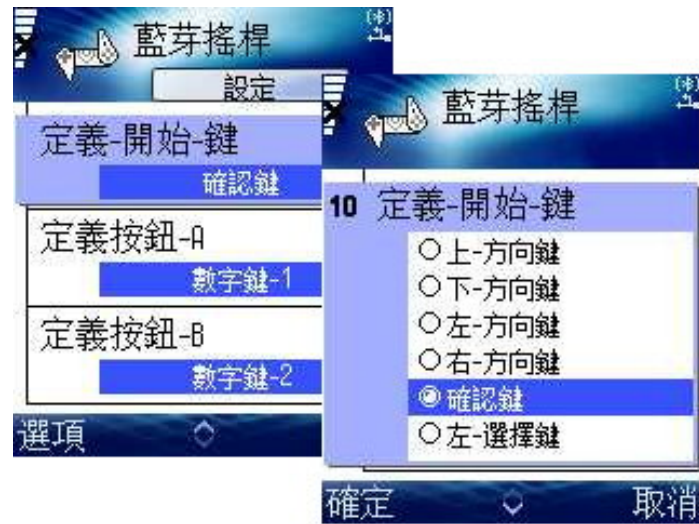 藍芽搖桿
設定
定義-開始-鍵
確認鍵
定義按鈕-A
數字鍵-1
定義按鈕-B
數字鍵-2
選項
藍芽搖桿
10 定義-開始-鍵
上-方向鍵
下-方向鍵
左-方向鍵
右-方向鍵
確認鍵
左-選擇鍵
確定
取消